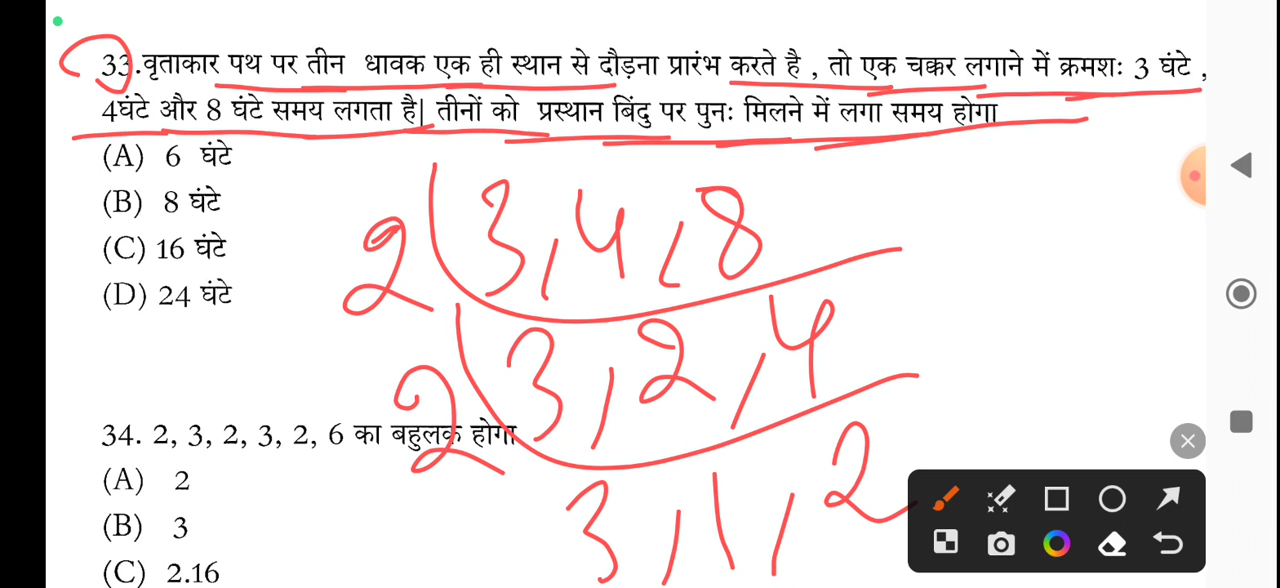 33.वृताकार पथ पर तीन धावक एक ही स्थान से दौड़ना प्रारंभ करते है , तो एक चक्कर लगाने में क्रमशः 3 घंटे ,
4घंटे और 8 घंटे समय लगता है| तीनों को प्रस्थान बिंदु पर पुनः मिलने में लगा समय होगा
(A) 6 घंटे
(B) 8 घंटे
(C) 16 घंटे
(D) 24 घंटे
2 3, 4, 8
2 3, 2, 4
3, 1, 2
34. 2, 3, 2, 3, 2, 6 का बहुलक होगा
(A) 2
(B) 3
(C) 2.16